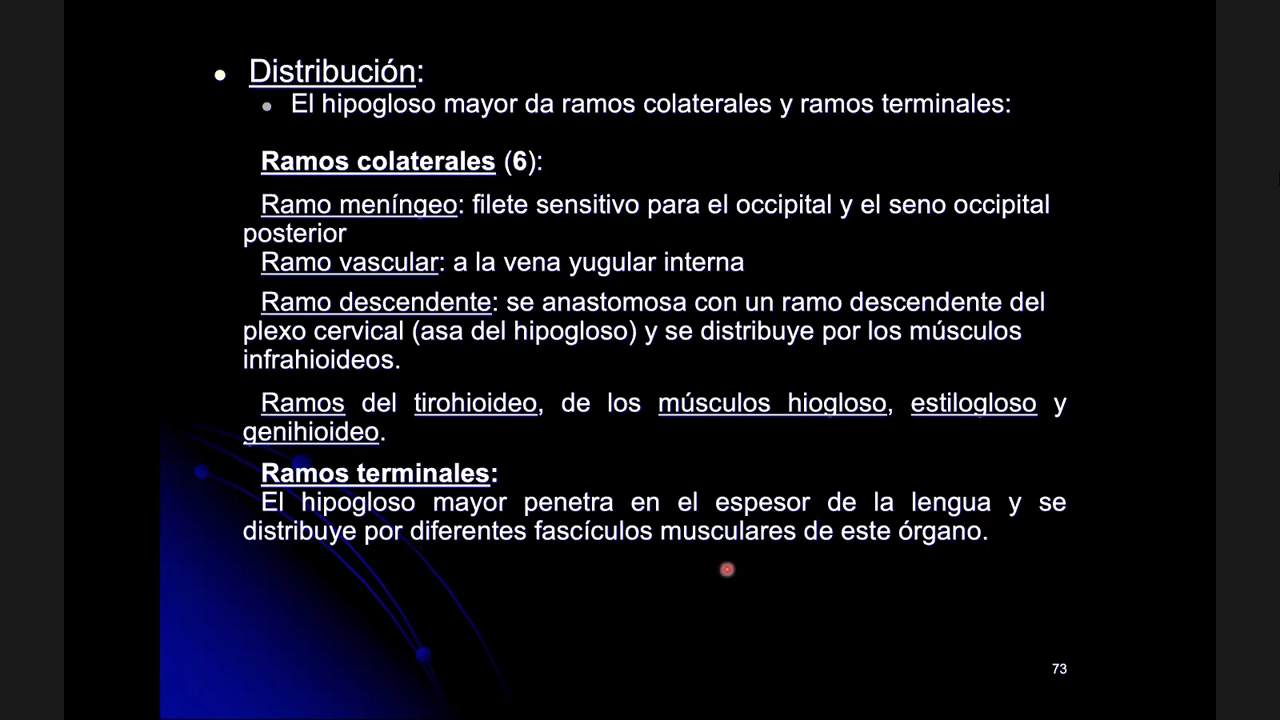 Distribución:
El hipogloso mayor da ramos colaterales y ramos terminales:
Ramos colaterales (6):
Ramo meníngeo: filete sensitivo para el occipital y el seno occipital
posterior
Ramo vascular: a la vena yugular interna
Ramo descendente: se anastomosa con un ramo descendente del
plexo cervical (asa del hipogloso) y se distribuye por los músculos
infrahioideos.
Ramos del tirohioideo, de los músculos hiogloso, estilogloso y
genihioideo.
Ramos terminales:
El hipogloso mayor penetra en el espesor de la lengua y se
distribuye por diferentes fascículos musculares de este órgano.
73